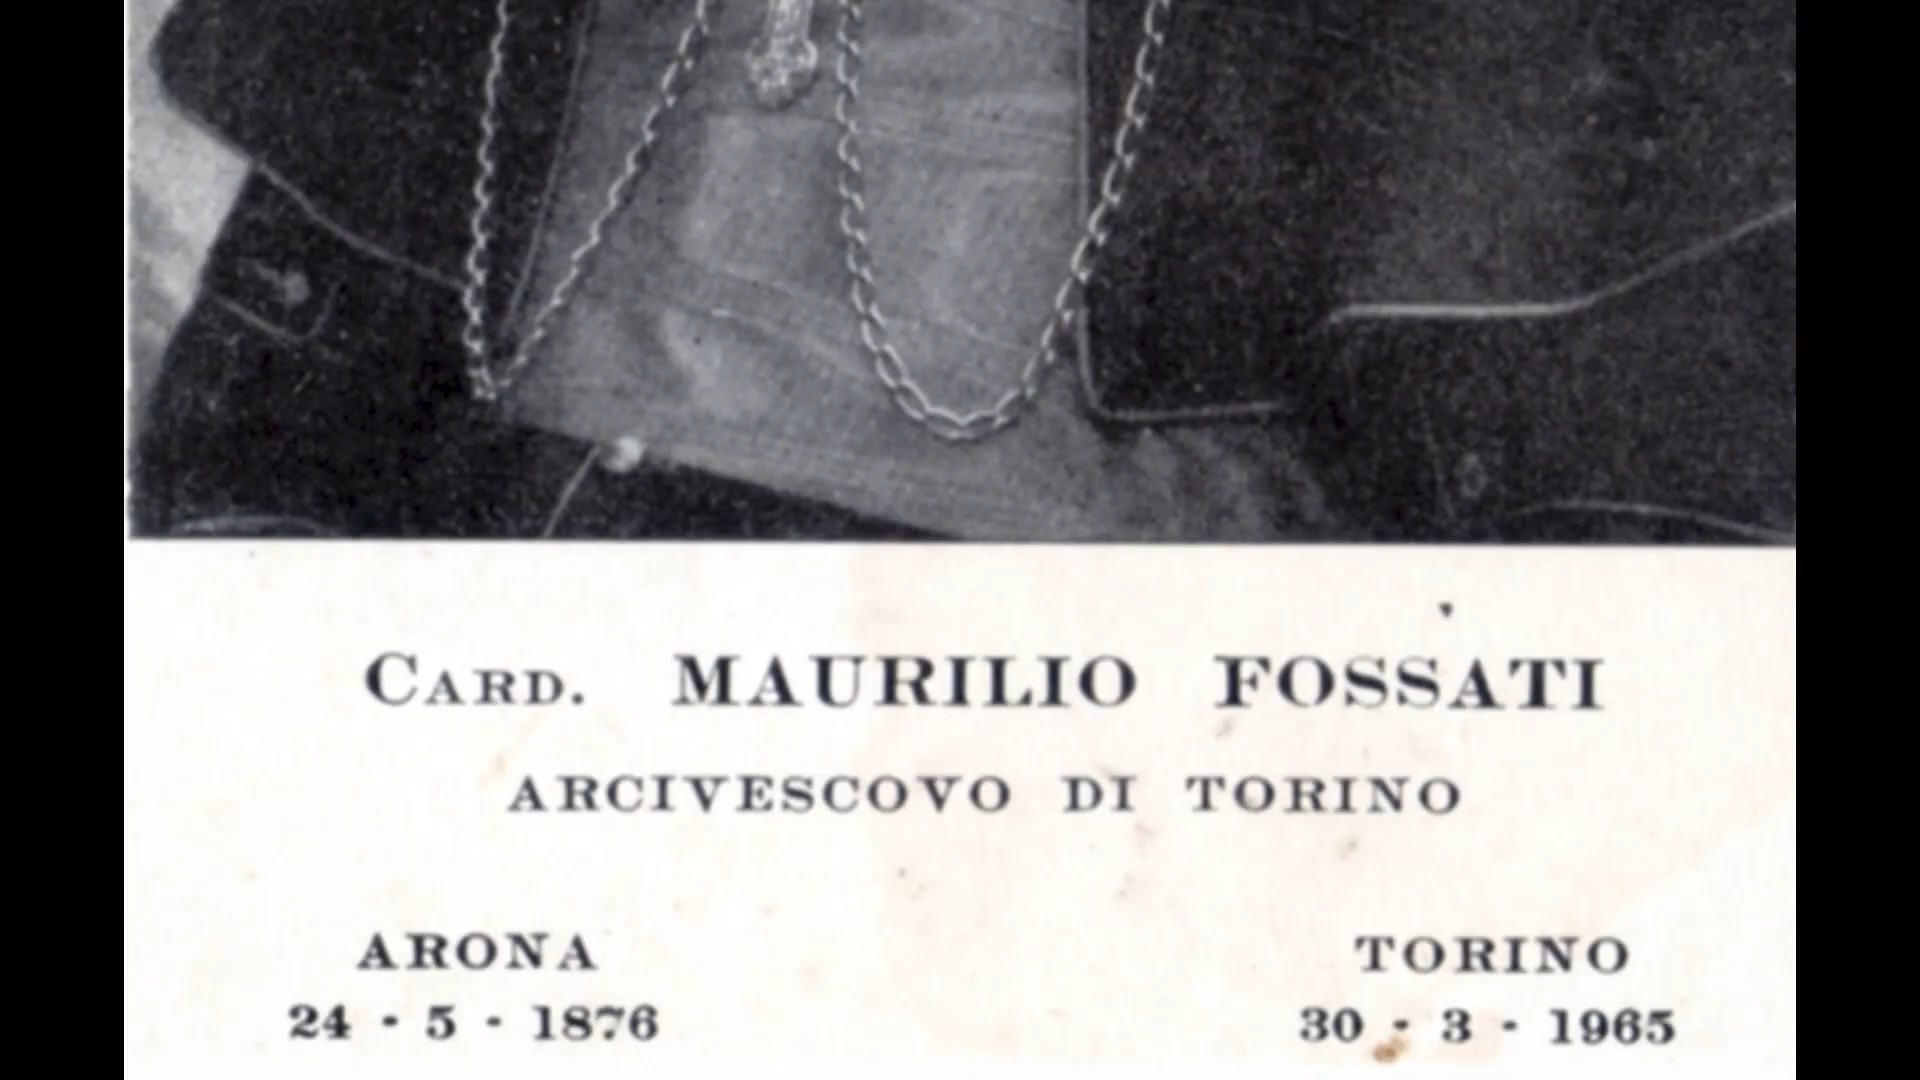 CARD. MAURILIO FOSSATI
ARCIVESCOVO DI TORINO
ARONA
24 - 5 - 1876
TORINO
30 - 3 - 1965